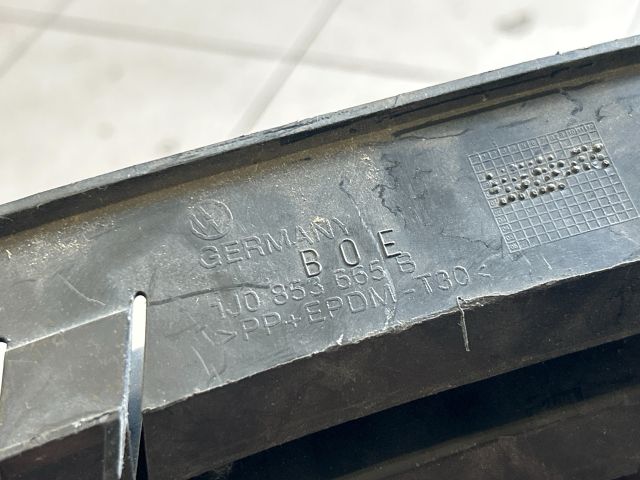 GERMANY
B O E
1J0 853 665 B
>PP+EPDM-T30<